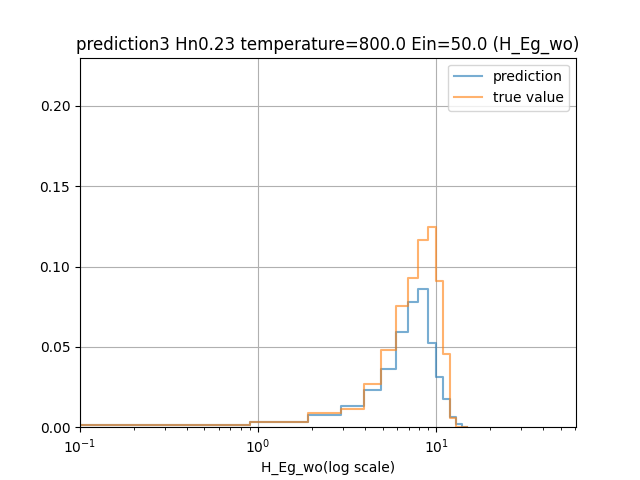 prediction3 Hn0.23 temperature=800.0 Ein=50.0 (H_Eg_wo)
prediction
true value
0.20
0.15
0.10
0.05
0.00
10⁻¹
10⁰
10¹
H_Eg_wo(log scale)